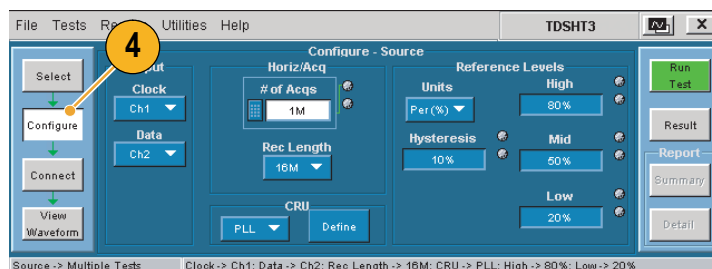 File Tests Utilities Help TDSHT3 X
4
Configure - Source
Select
Configure
Connect
View
Waveform
Clock
Ch1
Data
Ch2
Horiz/Acq
# of Acqs
1M
Rec Length
16M
CRU
PLL Define
Reference Levels
Units
Per(%)
Hysteresis
10%
High
80%
Mid
50%
Low
20%
Run
Test
Result
Report
Summary
Detail
Source -> Multiple Tests Clock -> Ch1: Data -> Ch2: Rec Length -> 16M: CRU -> PLL: High -> 80%: Low -> 20%